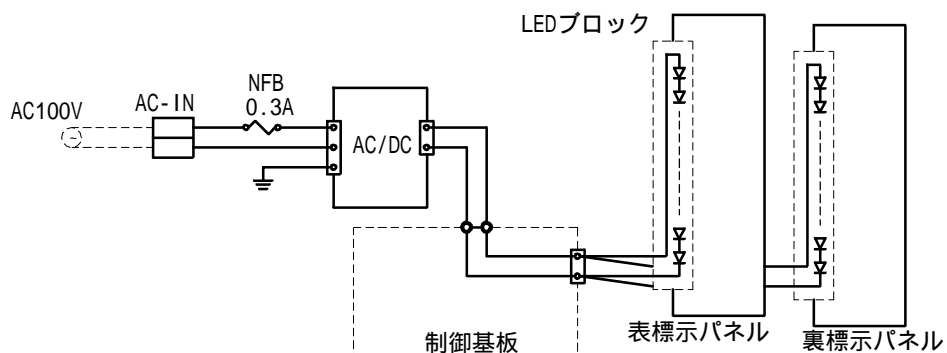 LEDブロック
NFB
0.3A
AC100V
AC-IN
AC/DC
制御基板
表標示パネル
裏標示パネル